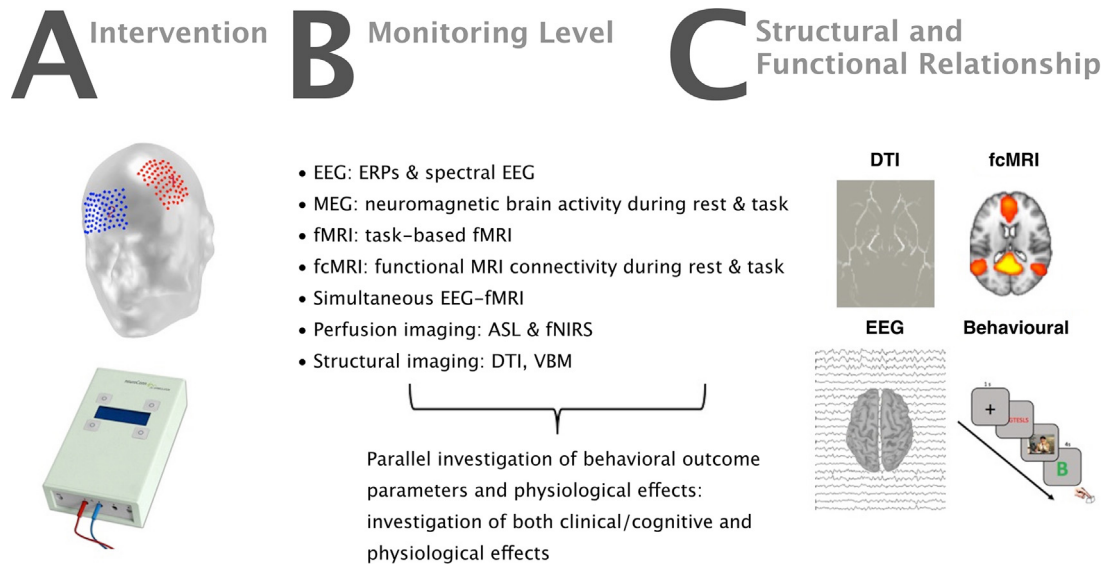 A Intervention
B Monitoring Level
C Structural and
Functional Relationship
• EEG: ERPs & spectral EEG
• MEG: neuromagnetic brain activity during rest & task
• fMRI: task-based fMRI
• fcMRI: functional MRI connectivity during rest & task
• Simultaneous EEG-fMRI
• Perfusion imaging: ASL & fNIRS
• Structural imaging: DTI, VBM
Parallel investigation of behavioral outcome
parameters and physiological effects:
investigation of both clinical/cognitive and
physiological effects
DTI
fcMRI
EEG
Behavioural
1s
+
4s
B